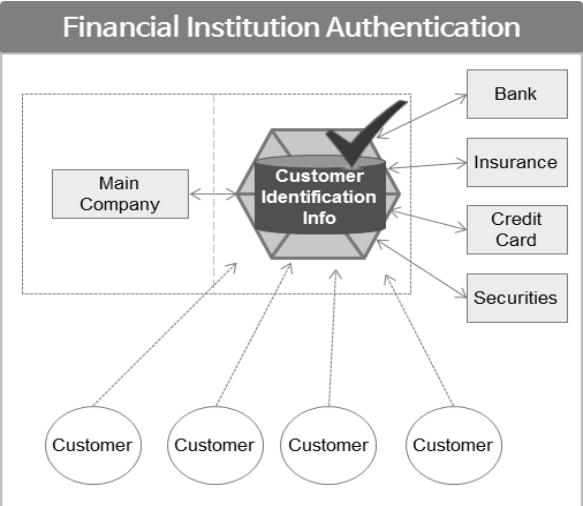 Financial Institution Authentication
Bank
Insurance
Main
Company
Customer
Identification
Info
Credit
Card
Securities
Customer
Customer
Customer
Customer